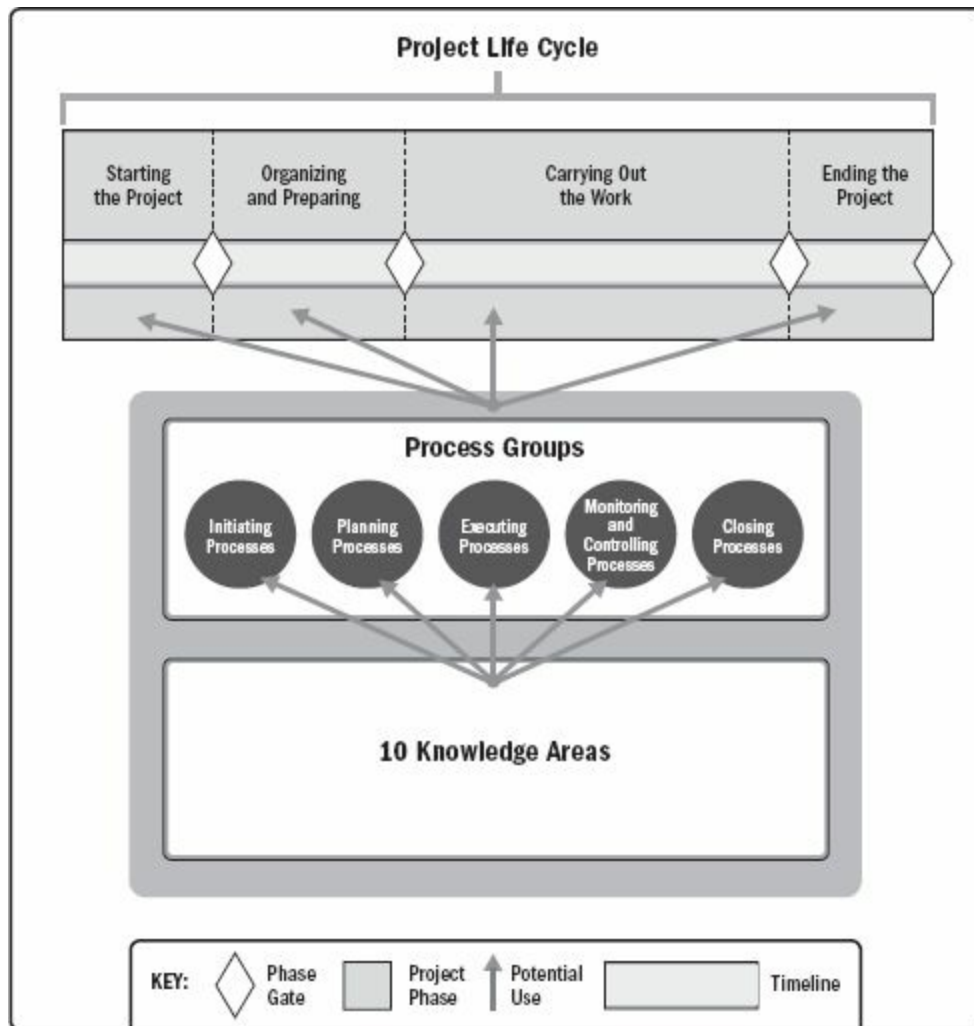 Project Life Cycle
Starting
the Project
Organizing
and Preparing
Carrying Out
the Work
Ending the
Project
Process Groups
Initiating
Processes
Planning
Processes
Executing
Processes
Monitoring
and
Controlling
Processes
Closing
Processes
10 Knowledge Areas
KEY:
Phase
Gate
Project
Phase
Potential
Use
Timeline